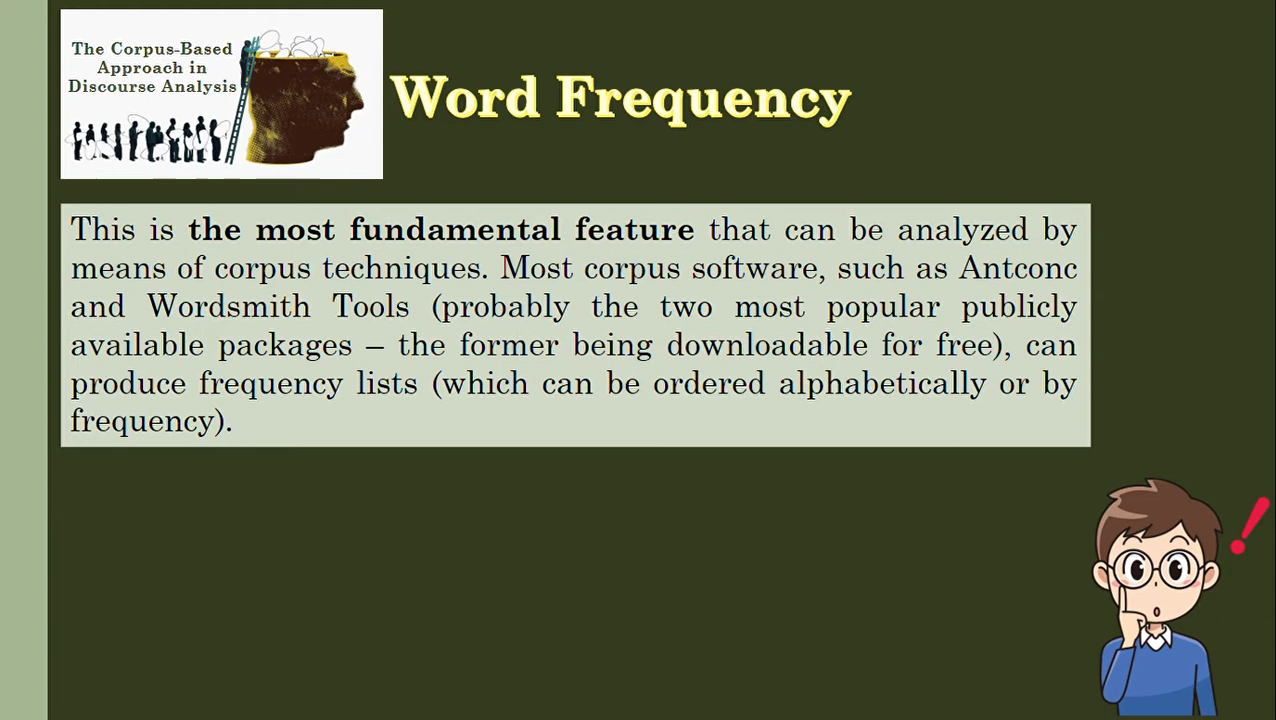 The Corpus-Based
Approach in
Discourse Analysis
Word Frequency
This is the most fundamental feature that can be analyzed by
means of corpus techniques. Most corpus software, such as Antconc
and Wordsmith Tools (probably the two most popular publicly
available packages – the former being downloadable for free), can
produce frequency lists (which can be ordered alphabetically or by
frequency).